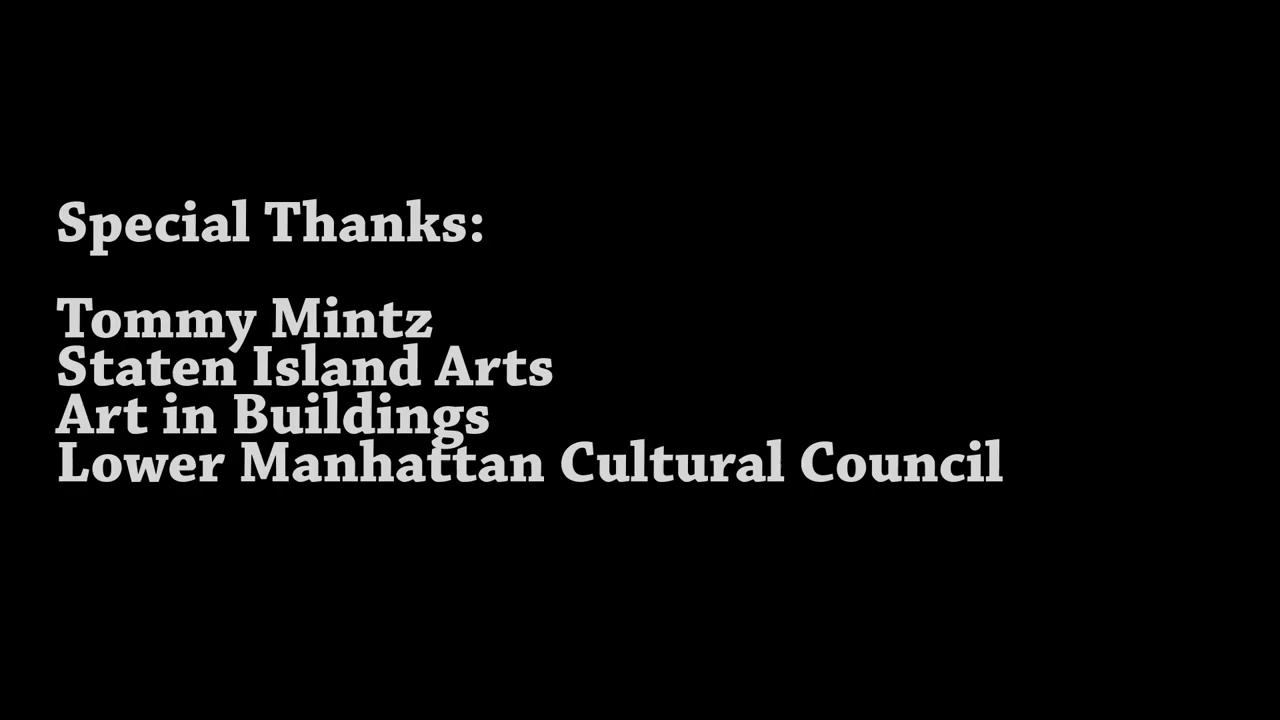 Special Thanks:
Tommy Mintz
Staten Island Arts
Art in Buildings
Lower Manhattan Cultural Council